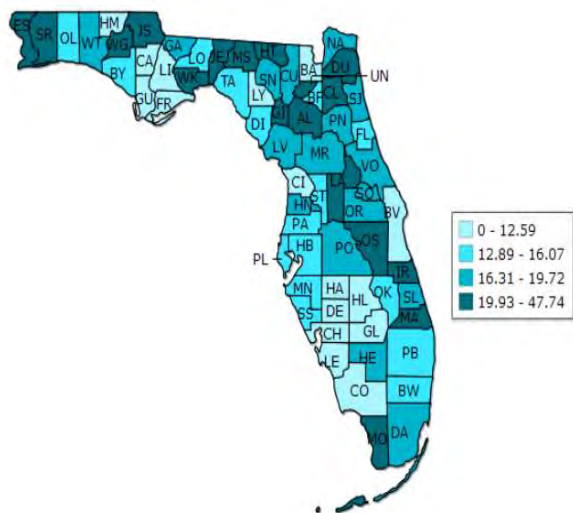 ES
SR
OL
WT
HM
WG
JS
BY
CA
LI
GU
FR
GA
LO
WK
JE
MS
TA
HT
SN
LY
DI
CU
BA
UN
NA
DU
BF
CL
SJ
GI
AL
PN
FL
LV
MR
VO
CI
ST
SO
LA
HN
OR
BV
PA
HB
PO
OS
PL
IR
MN
HA
HL
OK
SL
SS
DE
MA
CH
GL
LE
HE
PB
CO
BW
MO
DA
0 - 12.59
12.89 - 16.07
16.31 - 19.72
19.93 - 47.74